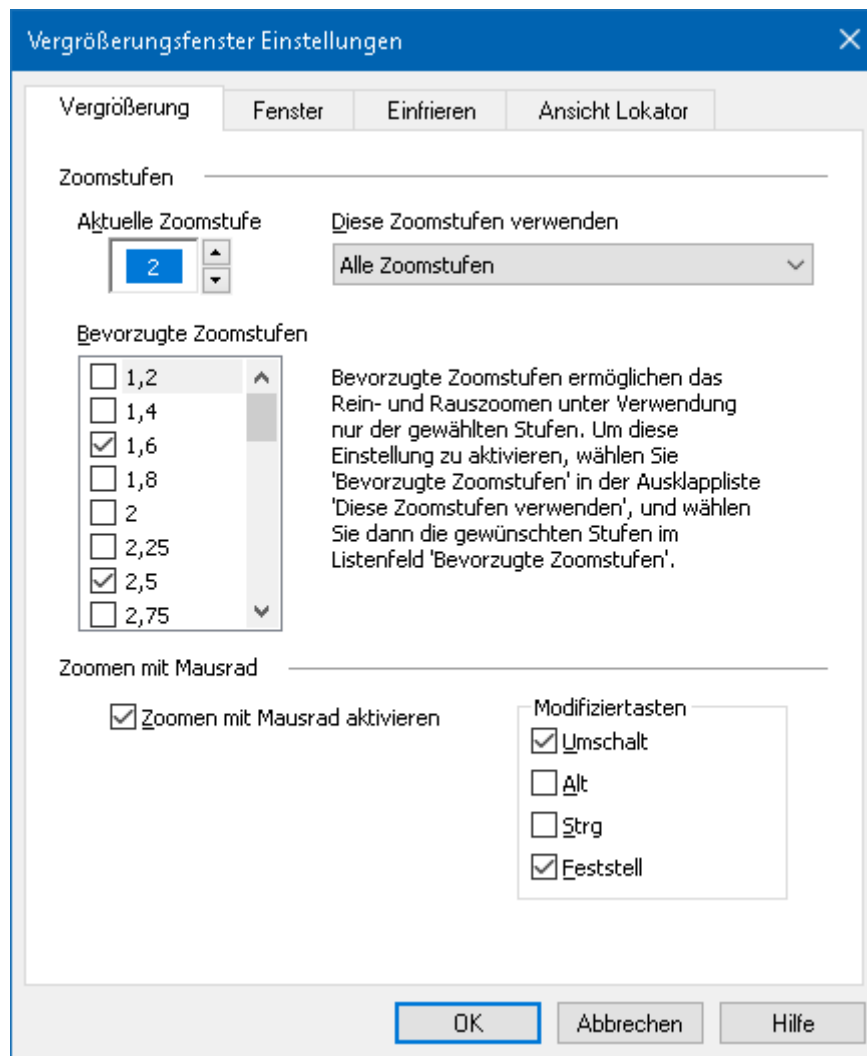 Vergrößerungsfenster Einstellungen
Vergrößerung
Fenster
Einfrieren
Ansicht Lokator
Zoomstufen
Aktuelle Zoomstufe
Diese Zoomstufen verwenden
2
Alle Zoomstufen
Bevorzugte Zoomstufen
1,2
1,4
1,6
1,8
2
2,25
2,5
2,75
Bevorzugte Zoomstufen ermöglichen das
Rein- und Rauszoomen unter Verwendung
nur der gewählten Stufen. Um diese
Einstellung zu aktivieren, wählen Sie
'Bevorzugte Zoomstufen' in der Ausklappliste
'Diese Zoomstufen verwenden', und wählen
Sie dann die gewünschten Stufen im
Listenfeld 'Bevorzugte Zoomstufen'.
Zoomen mit Mausrad
Zoomen mit Mausrad aktivieren
Modifiziertasten
Umschalt
Alt
Strg
Feststell
OK
Abbrechen
Hilfe